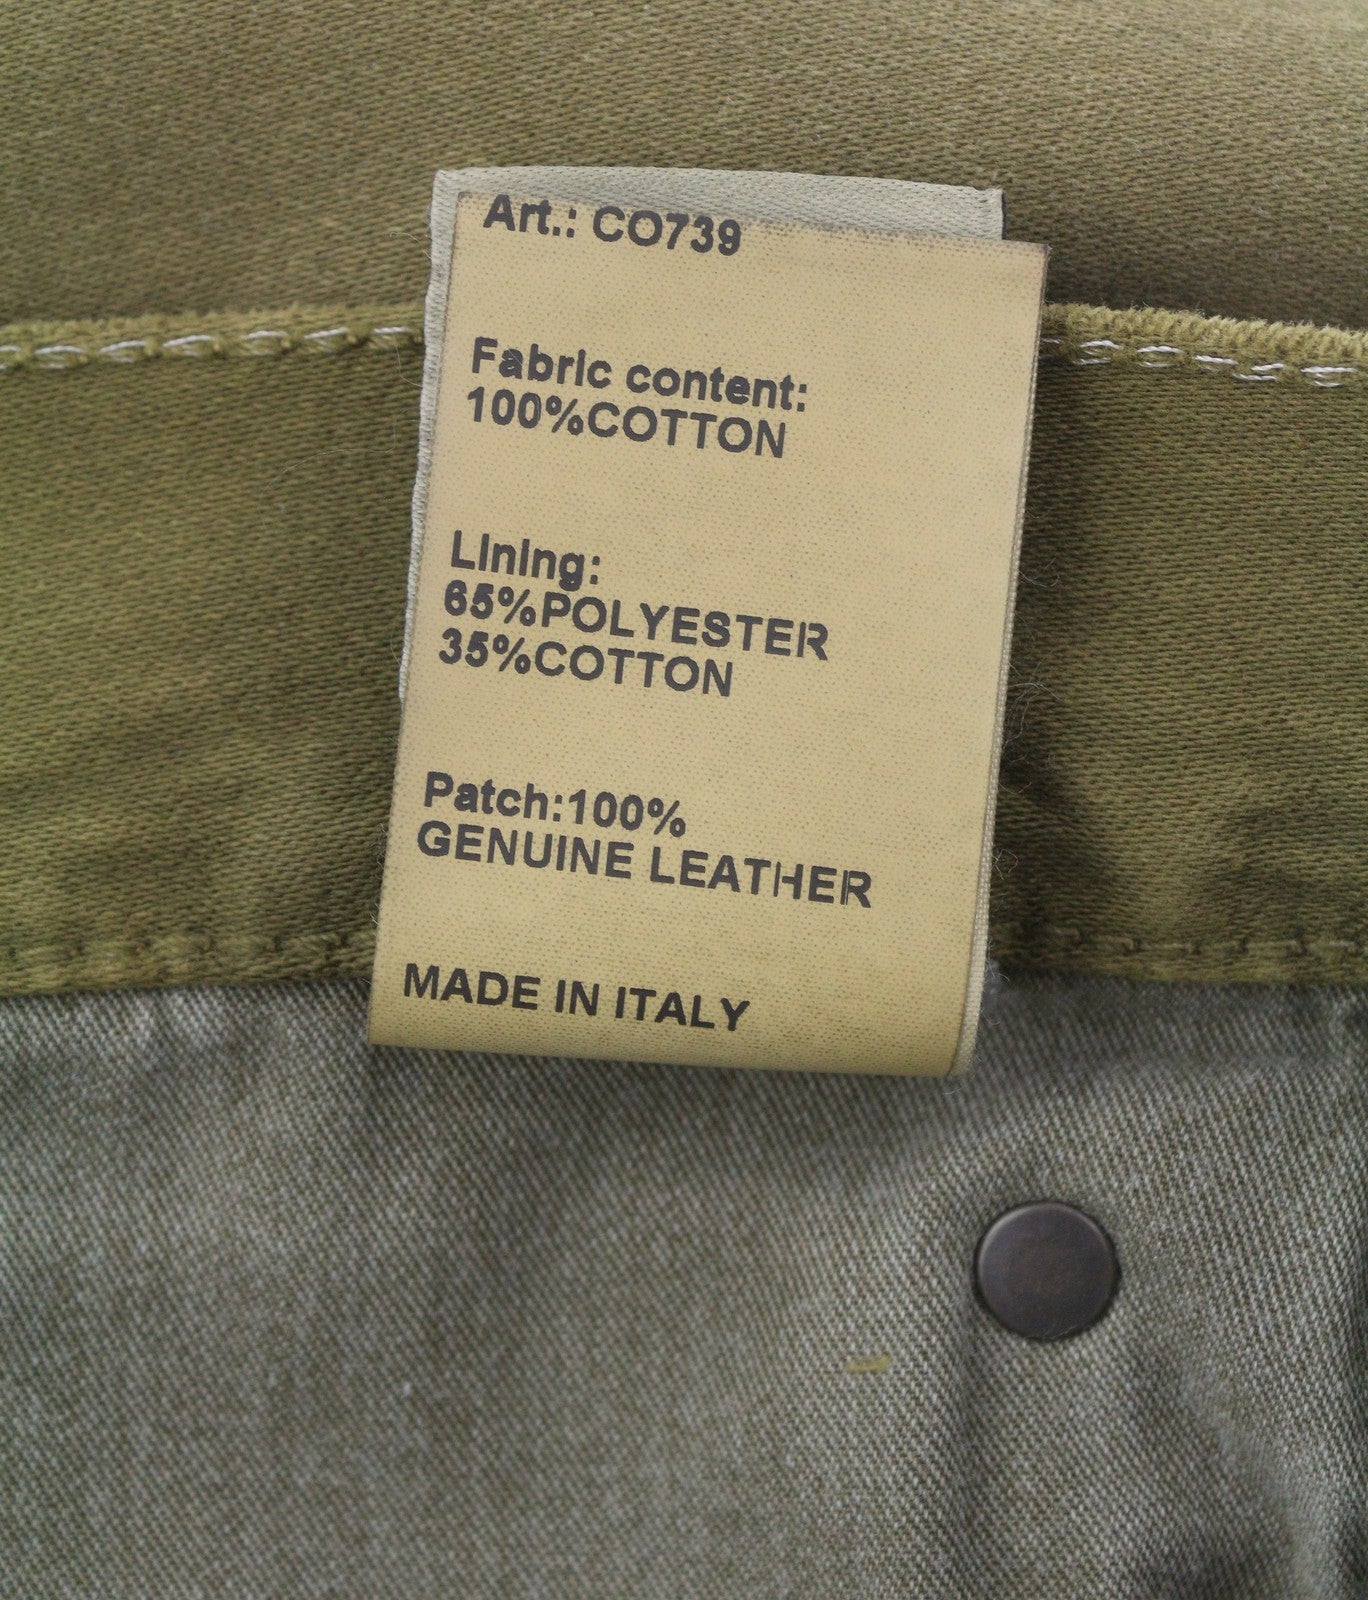 Art.: CO739
Fabric content:
100%COTTON
Lining:
65%POLYESTER
35%COTTON
Patch:100%
GENUINE LEATHER
MADE IN ITALY